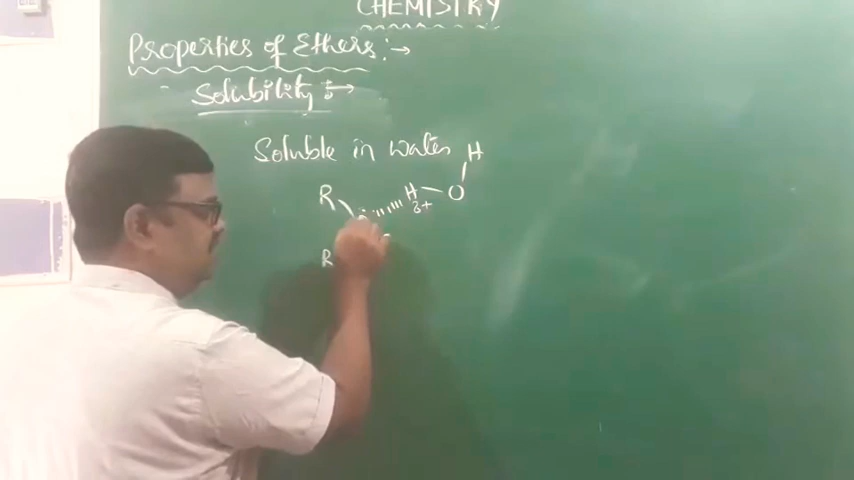 CHEMISTRY
Properties of Ethers:→
Solubility:→
Soluble in water
H
R H O
δ+
R